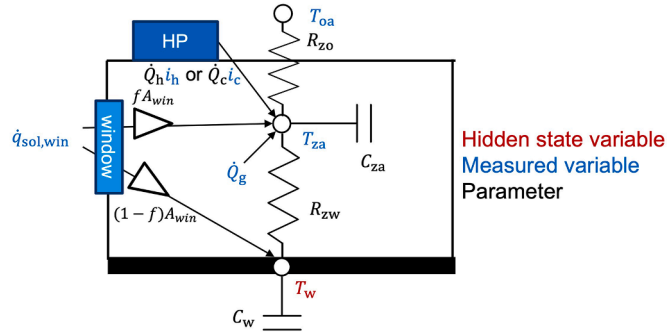 T_oa
HP
R_zo
Q̇_h i_h or Q̇_c i_c
fA_win
q̇_sol,win
window
T_za
C_za
Q̇_g
(1 − f)A_win
R_zw
T_w
C_w
Hidden state variable
Measured variable
Parameter